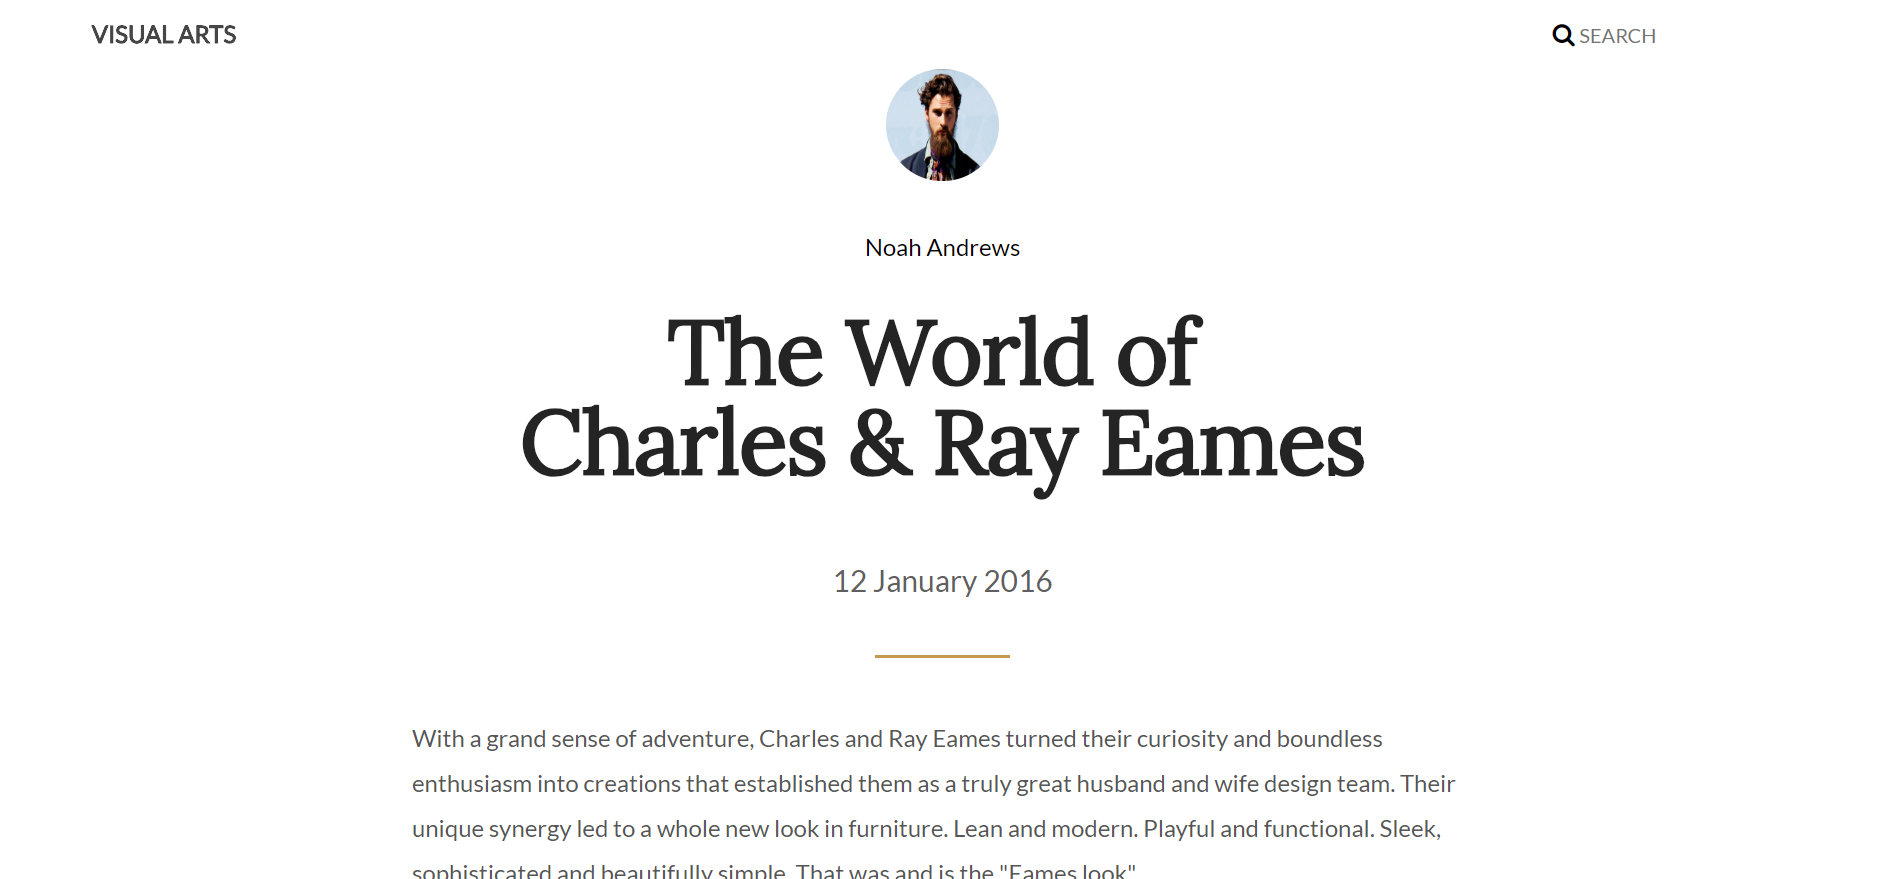 VISUAL ARTS
SEARCH
Noah Andrews
The World of
Charles & Ray Eames
12 January 2016
With a grand sense of adventure, Charles and Ray Eames turned their curiosity and boundless
enthusiasm into creations that established them as a truly great husband and wife design team. Their
unique synergy led to a whole new look in furniture. Lean and modern. Playful and functional. Sleek,
sophisticated and beautifully simple. That was and is the "Eames look"